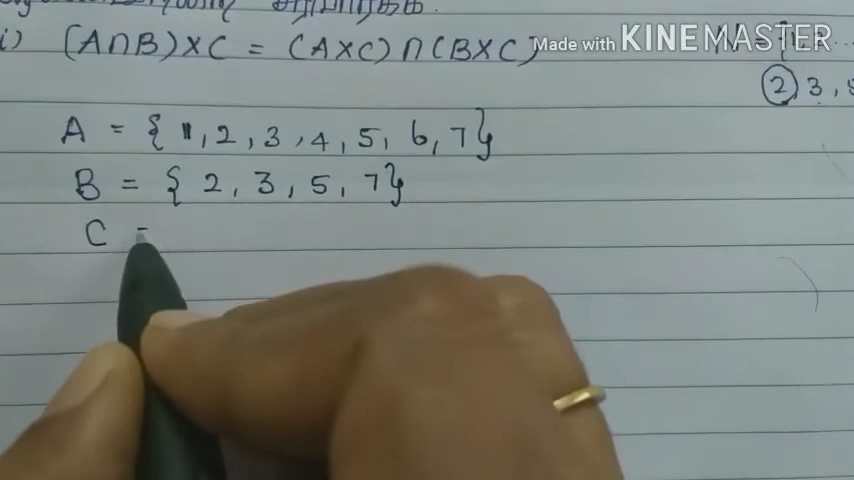 i) (A∩B)×C = (A×C)∩(B×C)
Made with KINEMASTER
②, 3,
A = { 1, 2, 3, 4, 5, 6, 7}
B = { 2, 3, 5, 7}
C =